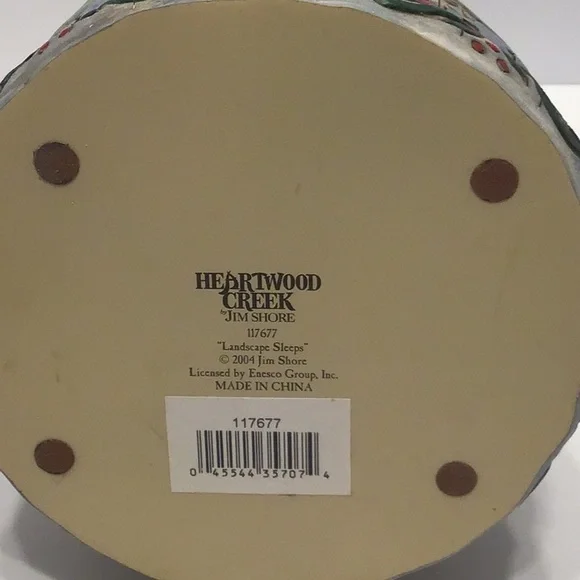 HEARTWOOD
CREEK
by JIM SHORE
117677
"Landscape Sleeps"
© 2004 Jim Shore
Licensed by Enesco Group, Inc.
MADE IN CHINA
117677
0 45544 35707 4